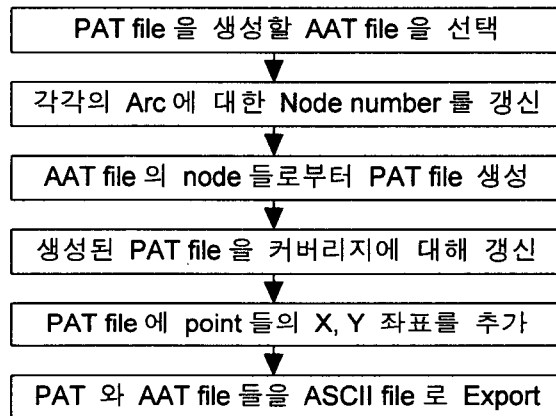 PAT file 을 생성할 AAT file 을 선택
각각의 Arc 에 대한 Node number 를 갱신
AAT file 의 node 들로부터 PAT file 생성
생성된 PAT file 을 커버리지에 대해 갱신
PAT file 에 point 들의 X, Y 좌표를 추가
PAT 와 AAT file 들을 ASCII file 로 Export